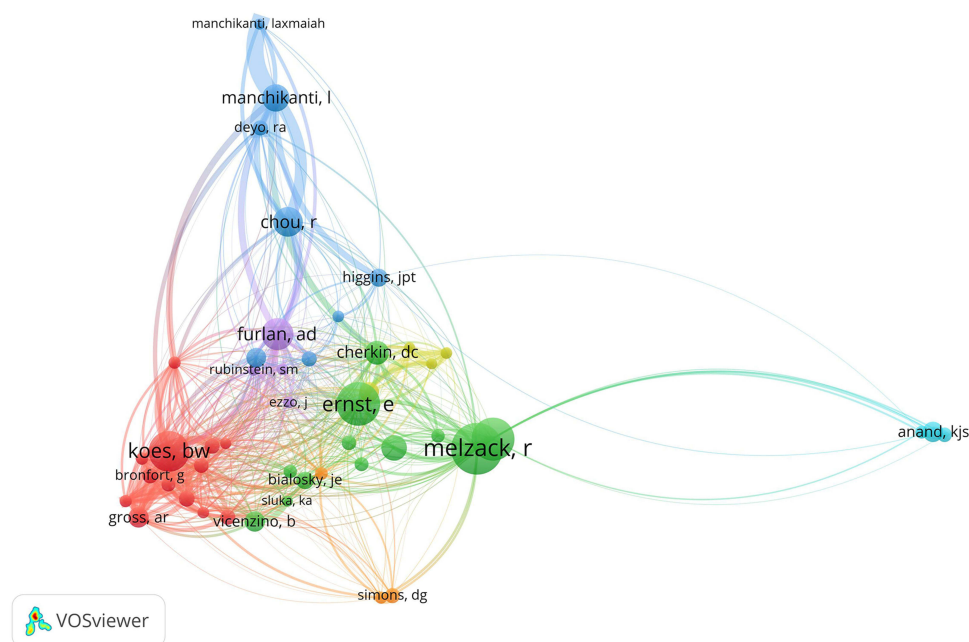 manchikanti, laxmaiah
manchikanti, l
deyo, ra
chou, r
higgins, jpt
furlan, ad
cherkin, dc
rubinstein, sm
ezzo, j
ernst, e
anand, kjs
koes, bw
melzack, r
bronfort, g
bialosky, je
sluka, ka
gross, ar
vicenzino, b
simons, dg
VOSviewer